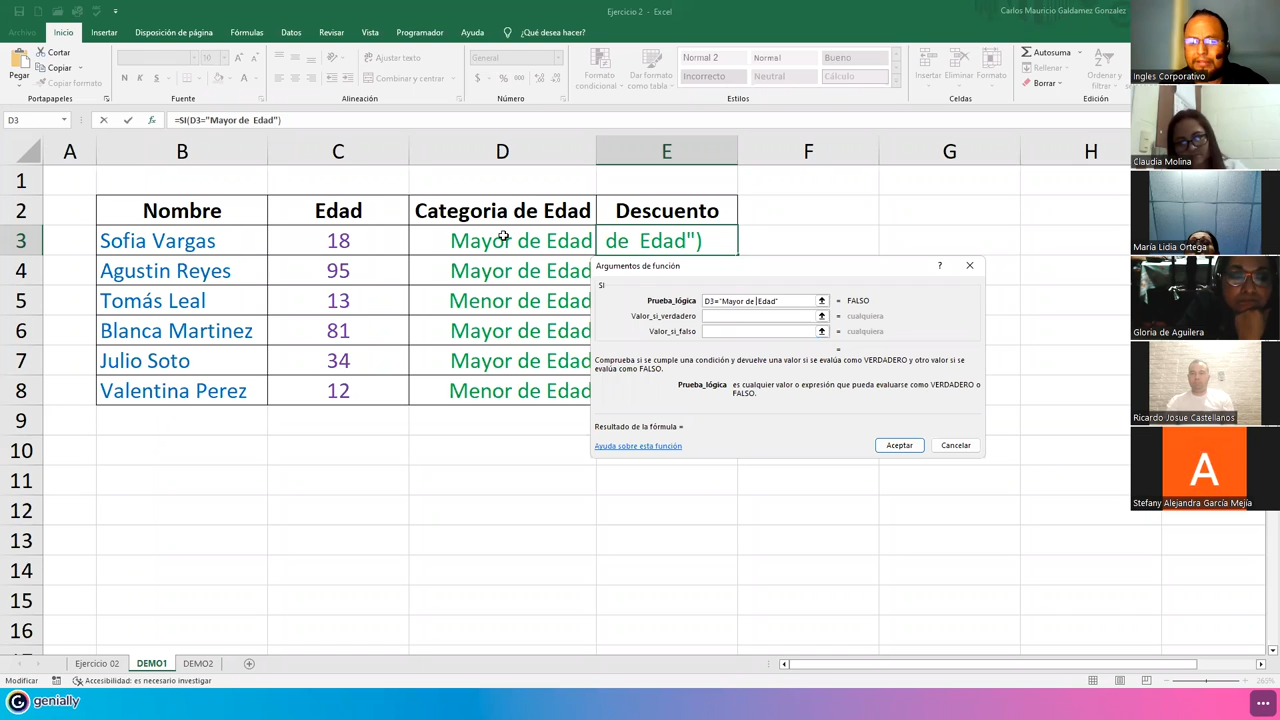 Ejercicio 2 - Excel
Carlos Mauricio Galdamez Gonzalez
Archivo Inicio Insertar Disposición de página Fórmulas Datos Revisar Vista Programador Ayuda ¿Qué desea hacer?
Pegar
Cortar
Copiar
Copiar formato
Portapapeles
10
N K S
Fuente
Ajustar texto
Combinar y centrar
Alineación
General
Número
Formato condicional
Dar formato como tabla
Normal 2 Normal Bueno
Incorrecto Neutral Cálculo
Estilos
Insertar Eliminar Formato
Celdas
Autosuma
Rellenar
Borrar
Ordenar y filtrar
Edición
D3
=SI(D3="Mayor de  Edad")
A B C D E F G H
1
2 Nombre Edad Categoria de Edad Descuento
3 Sofia Vargas 18 Mayor de Edad de  Edad")
4 Agustin Reyes 95 Mayor de Edad
5 Tomás Leal 13 Menor de Edad
6 Blanca Martinez 81 Mayor de Edad
7 Julio Soto 34 Mayor de Edad
8 Valentina Perez 12 Menor de Edad
9
10
11
12
13
14
15
16
Argumentos de función ?
SI
Prueba_lógica D3="Mayor de Edad" = FALSO
Valor_si_verdadero = cualquiera
Valor_si_falso = cualquiera
=
Comprueba si se cumple una condición y devuelve una valor si se evalúa como VERDADERO y otro valor si se
evalúa como FALSO.
Prueba_lógica es cualquier valor o expresión que pueda evaluarse como VERDADERO o
FALSO.
Resultado de la fórmula =
Ayuda sobre esta función
Aceptar Cancelar
Ejercicio 02 DEMO1 DEMO2
Modificar Accesibilidad: es necesario investigar
265%
genially
Ingles Corporativo
Claudia Molina
María Lidia Ortega
Gloria de Aguilera
Ricardo Josue Castellanos
A
Stefany Alejandra García Mejía